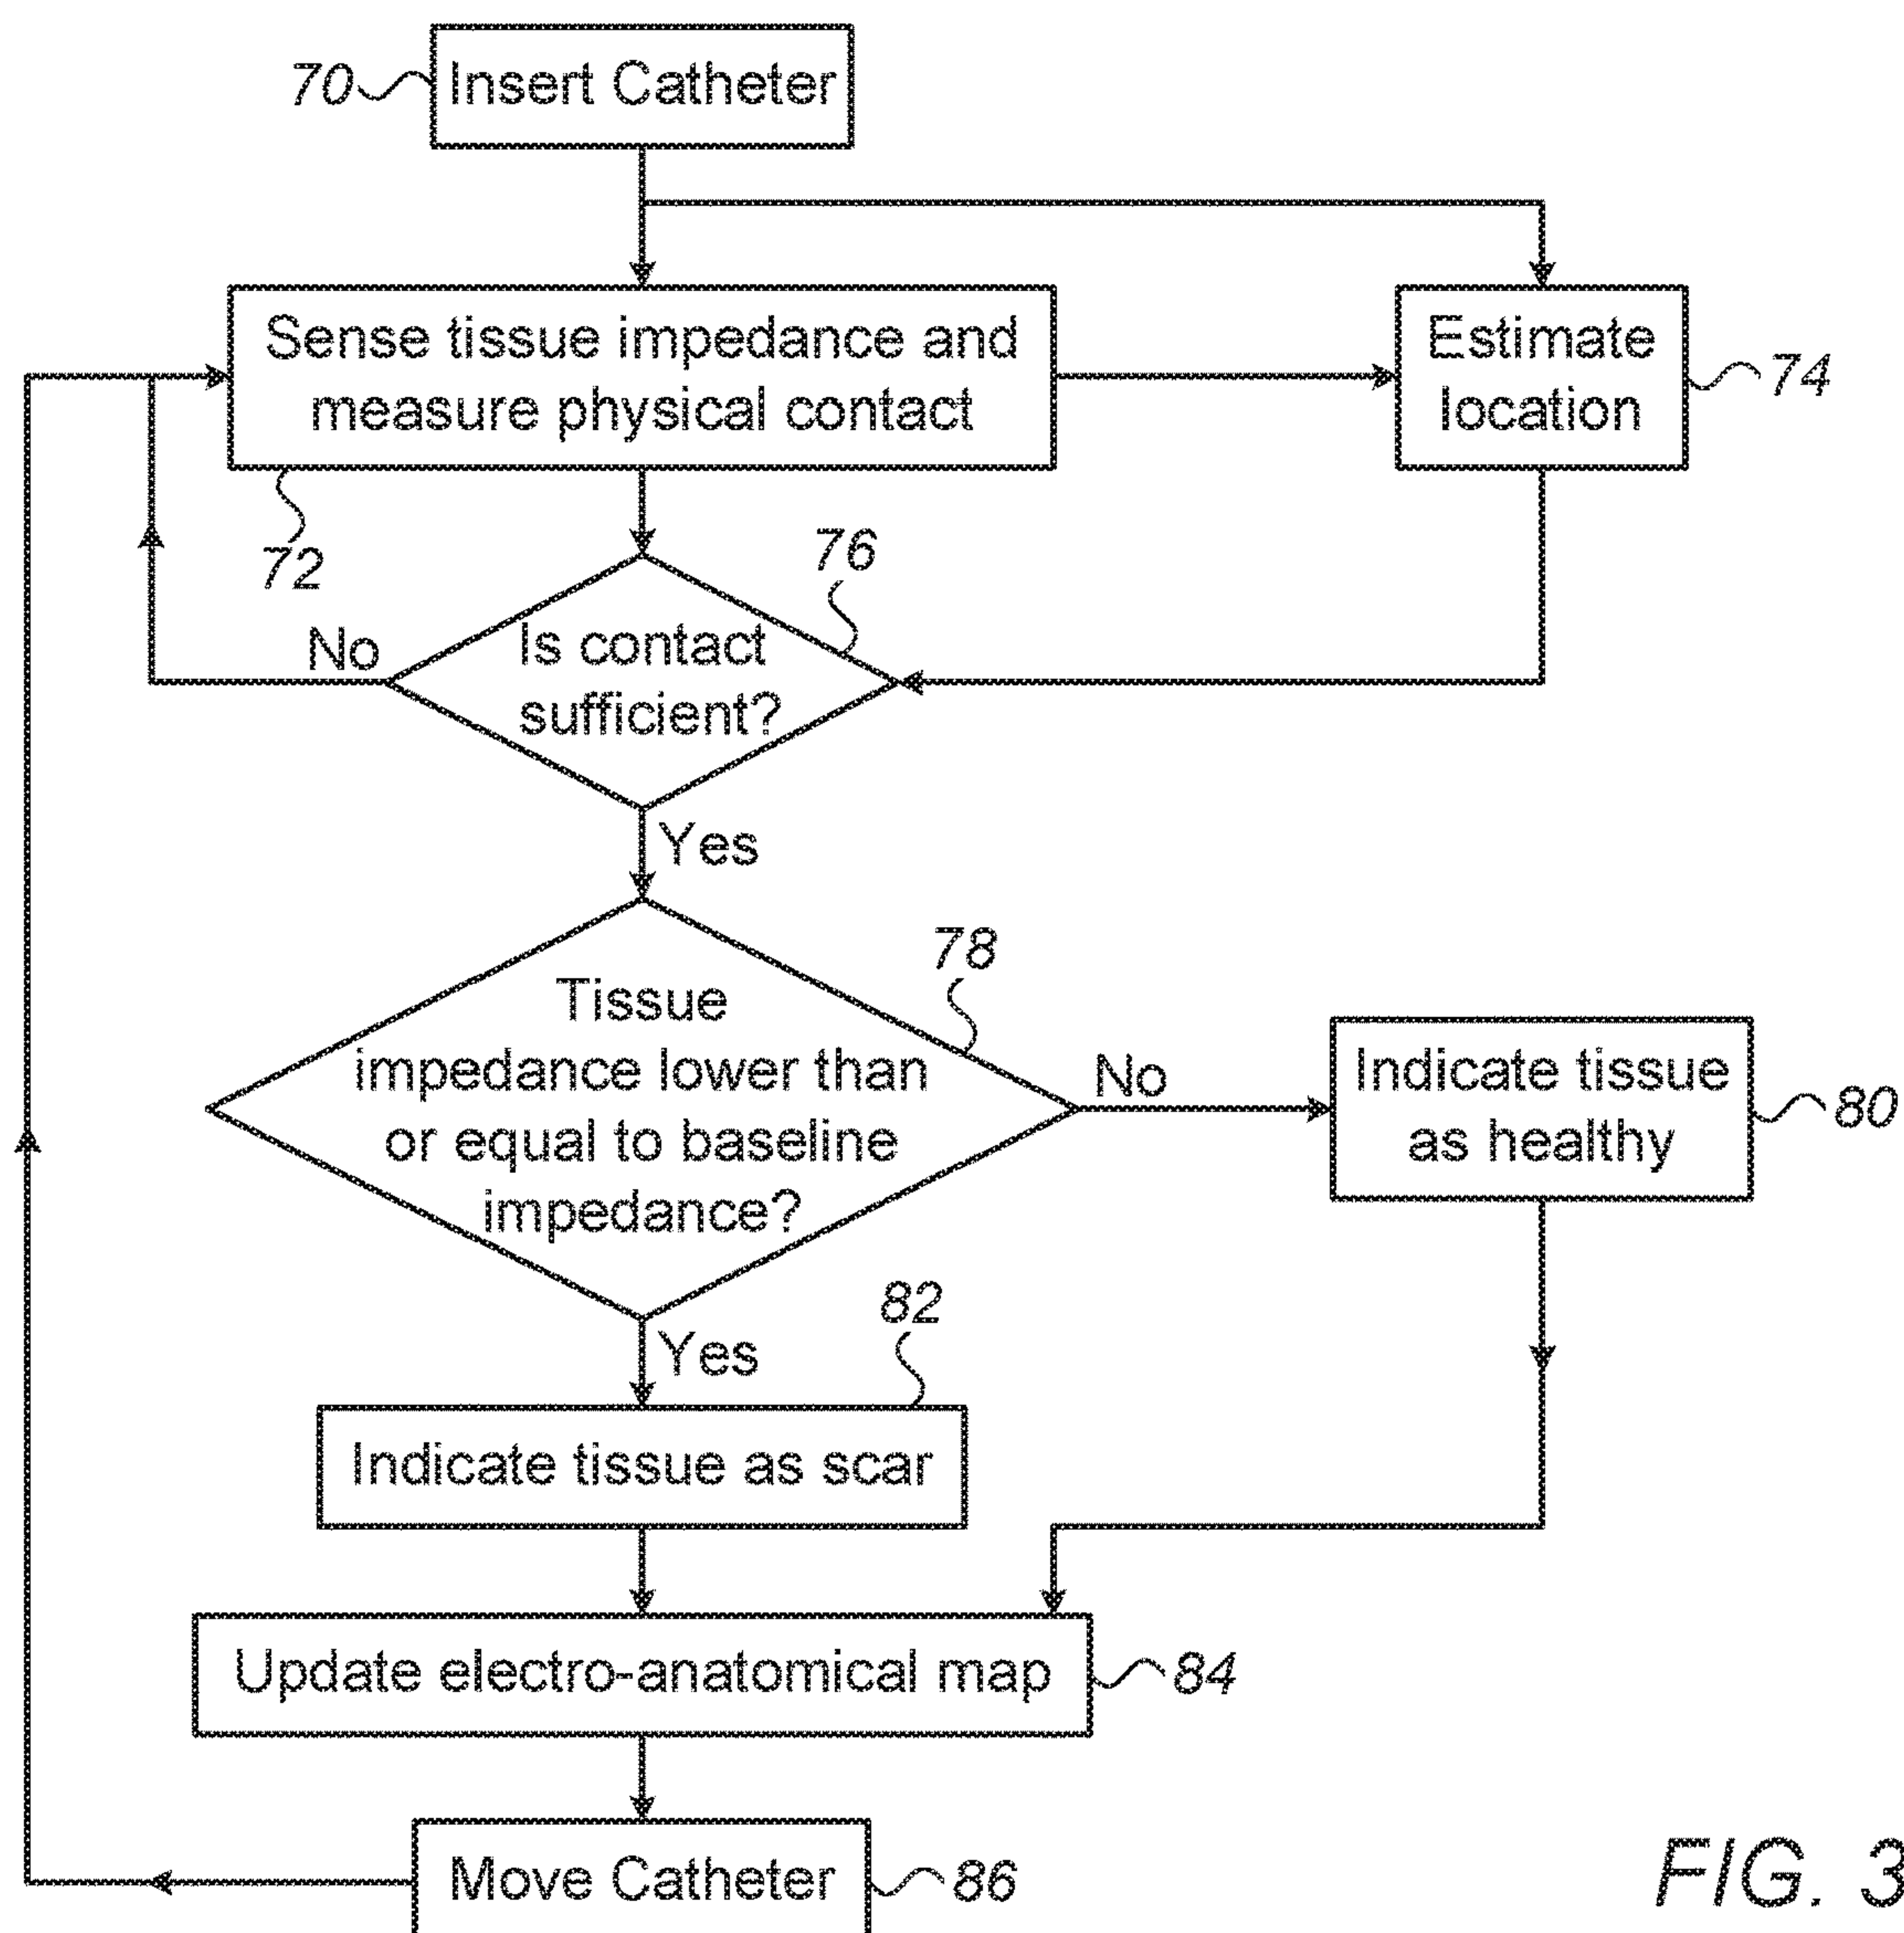 70
Insert Catheter
Sense tissue impedance and
measure physical contact
72
Estimate
location
74
76
Is contact
sufficient?
No
Yes
78
Tissue
impedance lower than
or equal to baseline
impedance?
No
Indicate tissue
as healthy
80
Yes
82
Indicate tissue as scar
Update electro-anatomical map
84
Move Catheter
86
FIG. 3